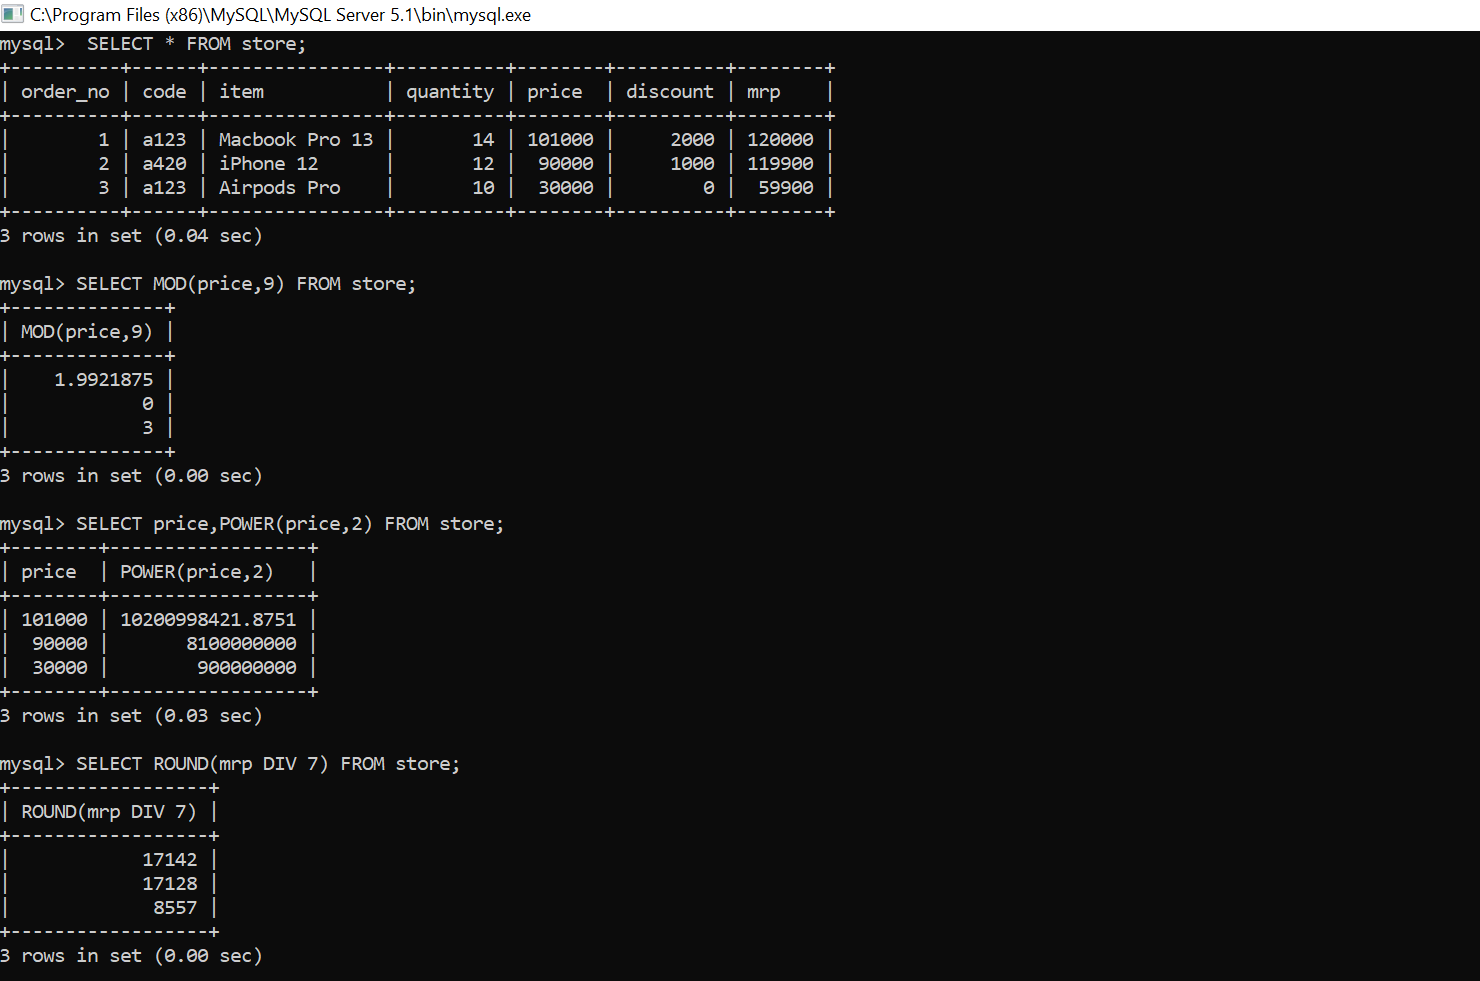 C:\Program Files (x86)\MySQL\MySQL Server 5.1\bin\mysql.exe
mysql>  SELECT * FROM store;
+----------+------+----------------+----------+--------+----------+--------+
| order_no | code | item           | quantity | price  | discount | mrp    |
+----------+------+----------------+----------+--------+----------+--------+
|        1 | a123 | Macbook Pro 13 |       14 | 101000 |     2000 | 120000 |
|        2 | a420 | iPhone 12      |       12 |  90000 |     1000 | 119900 |
|        3 | a123 | Airpods Pro    |       10 |  30000 |        0 |  59900 |
+----------+------+----------------+----------+--------+----------+--------+
3 rows in set (0.04 sec)
mysql> SELECT MOD(price,9) FROM store;
+--------------+
| MOD(price,9) |
+--------------+
|    1.9921875 |
|            0 |
|            3 |
+--------------+
3 rows in set (0.00 sec)
mysql> SELECT price,POWER(price,2) FROM store;
+--------+------------------+
| price  | POWER(price,2)   |
+--------+------------------+
| 101000 | 10200998421.8751 |
|  90000 |       8100000000 |
|  30000 |        900000000 |
+--------+------------------+
3 rows in set (0.03 sec)
mysql> SELECT ROUND(mrp DIV 7) FROM store;
+------------------+
| ROUND(mrp DIV 7) |
+------------------+
|            17142 |
|            17128 |
|             8557 |
+------------------+
3 rows in set (0.00 sec)